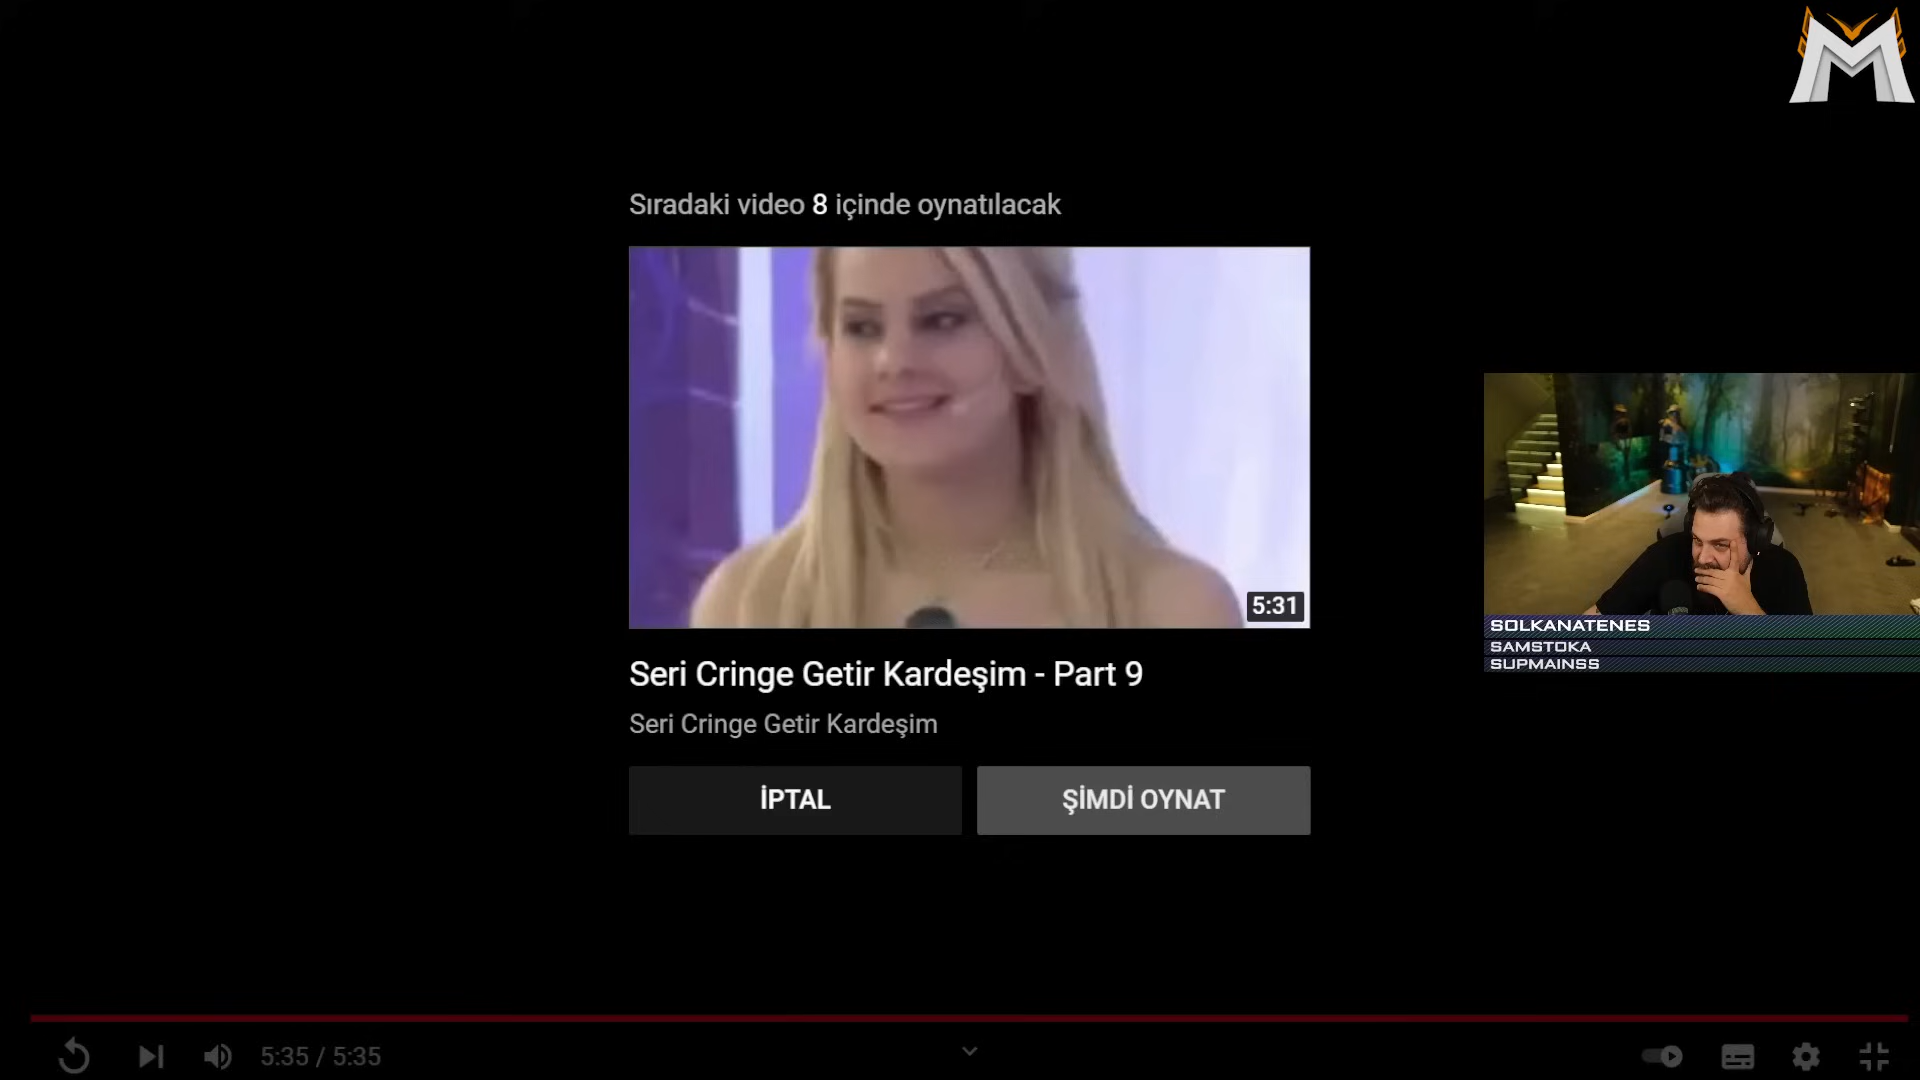 M
Sıradaki video 8 içinde oynatılacak
5:31
Seri Cringe Getir Kardeşim - Part 9
Seri Cringe Getir Kardeşim
İPTAL
ŞİMDİ OYNAT
SOLKANATENES
SAMSTOKA
SUPMAINSS
5:35 / 5:35